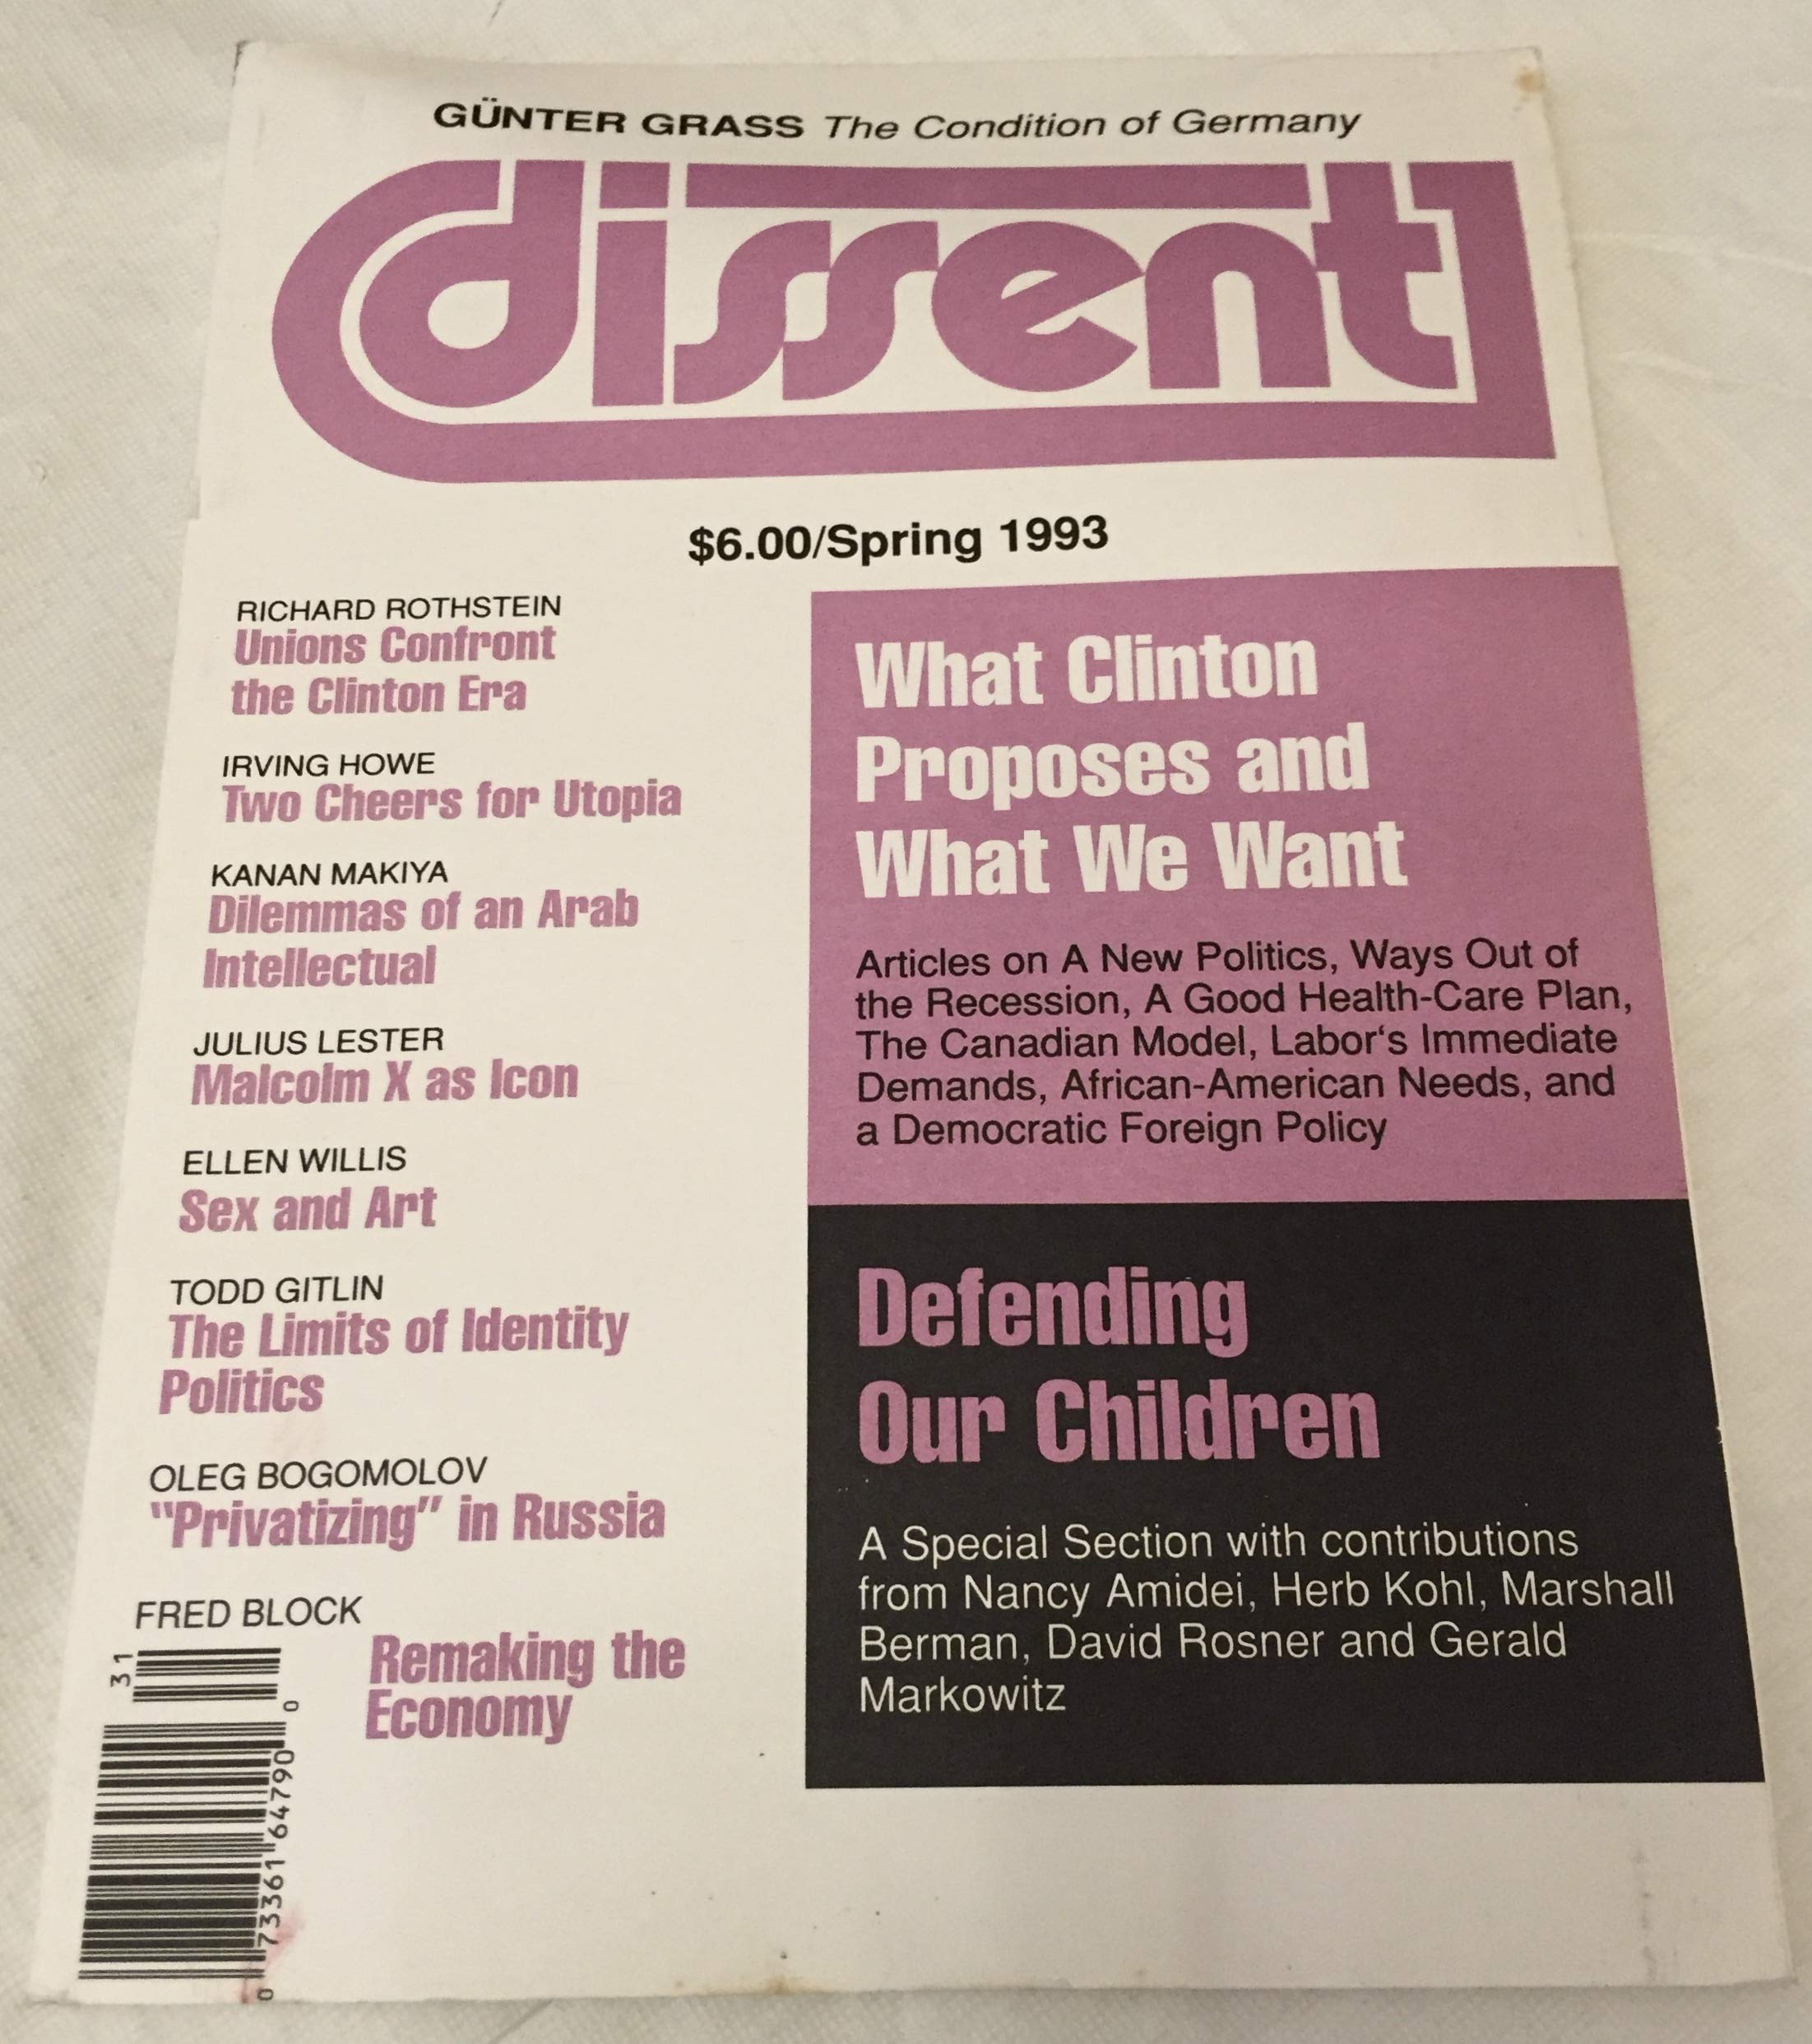 GÜNTER GRASS The Condition of Germany
dissent
$6.00/Spring 1993
RICHARD ROTHSTEIN
Unions Confront
the Clinton Era
IRVING HOWE
Two Cheers for Utopia
KANAN MAKIYA
Dilemmas of an Arab
Intellectual
JULIUS LESTER
Malcolm X as Icon
ELLEN WILLIS
Sex and Art
TODD GITLIN
The Limits of Identity
Politics
OLEG BOGOMOLOV
"Privatizing" in Russia
FRED BLOCK
Remaking the
Economy
31
0 73361 64790 0
What Clinton
Proposes and
What We Want
Articles on A New Politics, Ways Out of
the Recession, A Good Health-Care Plan,
The Canadian Model, Labor‘s Immediate
Demands, African-American Needs, and
a Democratic Foreign Policy
Defending
Our Children
A Special Section with contributions
from Nancy Amidei, Herb Kohl, Marshall
Berman, David Rosner and Gerald
Markowitz